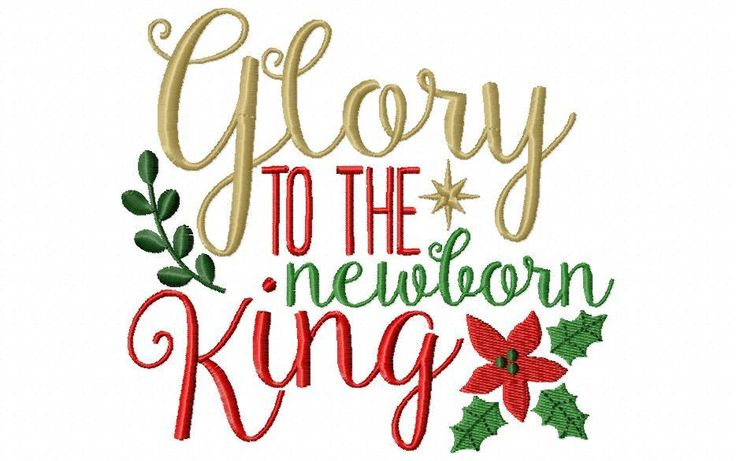 Glory
TO THE
newborn
King